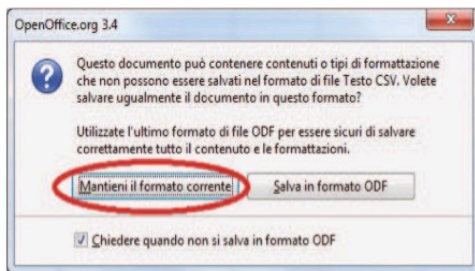 OpenOffice.org 3.4
Questo documento può contenere contenuti o tipi di formattazione
che non possono essere salvati nel formato di file Testo CSV. Volete
salvare ugualmente il documento in questo formato?
Utilizzate l'ultimo formato di file ODF per essere sicuri di salvare
correttamente tutto il contenuto e le formattazioni.
Mantieni il formato corrente
Salva in formato ODF
Chiedere quando non si salva in formato ODF